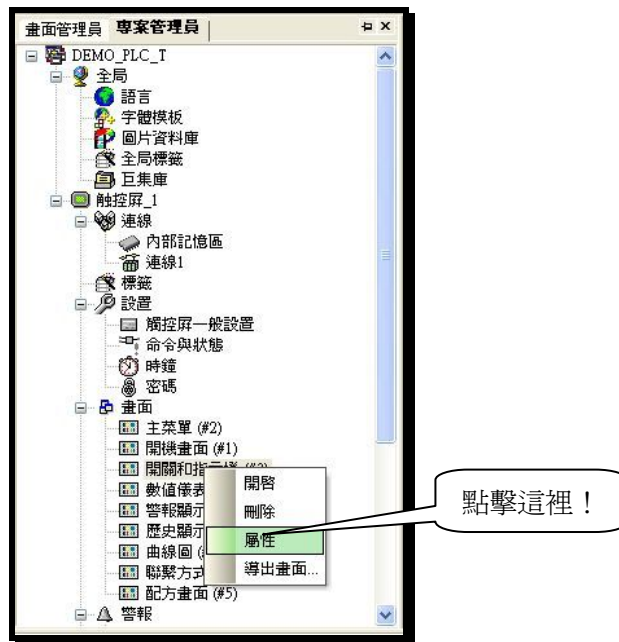 畫面管理員 專案管理員
DEMO_PLC_T
全局
語言
字體模板
圖片資料庫
全局標籤
巨集庫
触控屏_1
連線
內部記憶區
連線1
標籤
設置
觸控屏一般設置
命令與狀態
時鐘
密碼
畫面
主菜單 (#2)
開機畫面 (#1)
開關和指
數值儀表
警報顯示
歷史顯示
曲線圖 (
聯繫方式
配方畫面 (#5)
警報
開啓
刪除
屬性
導出畫面...
點擊這裡！